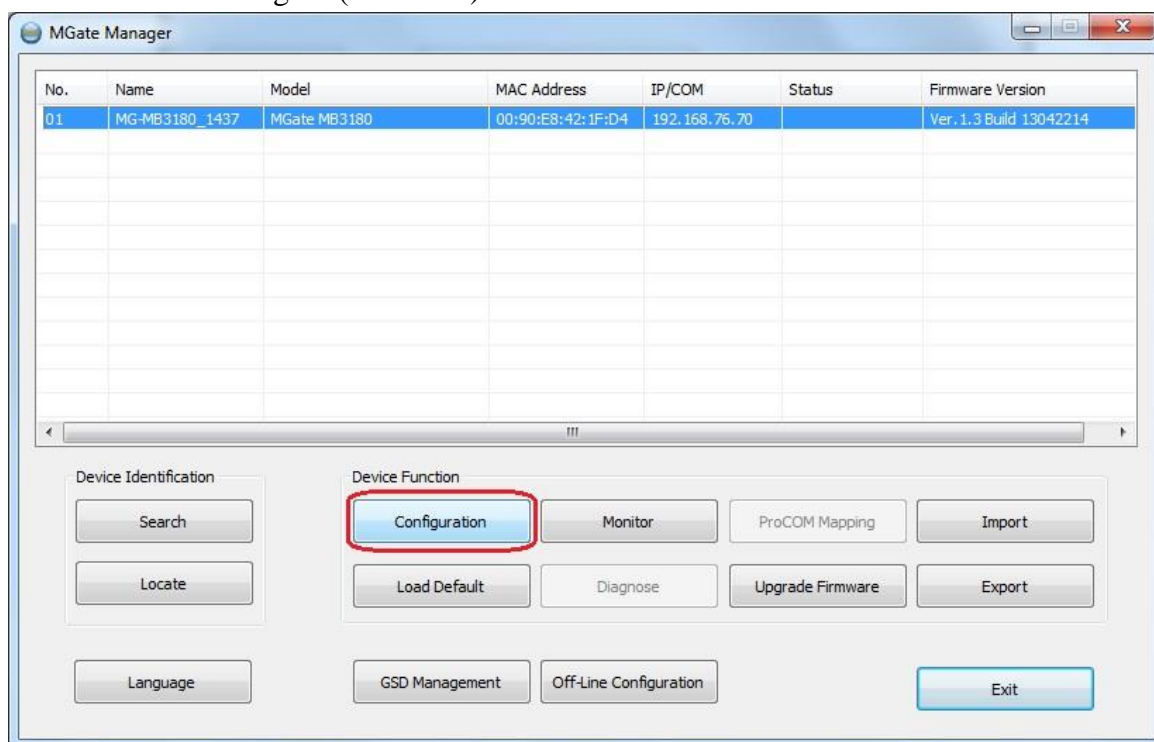 MGate Manager
No. Name Model MAC Address IP/COM Status Firmware Version
01 MG-MB3180_1437 MGate MB3180 00:90:E8:42:1F:D4 192.168.76.70 Ver.1.3 Build 13042214
Device Identification Device Function
Search Configuration Monitor ProCOM Mapping Import
Locate Load Default Diagnose Upgrade Firmware Export
Language GSD Management Off-Line Configuration Exit